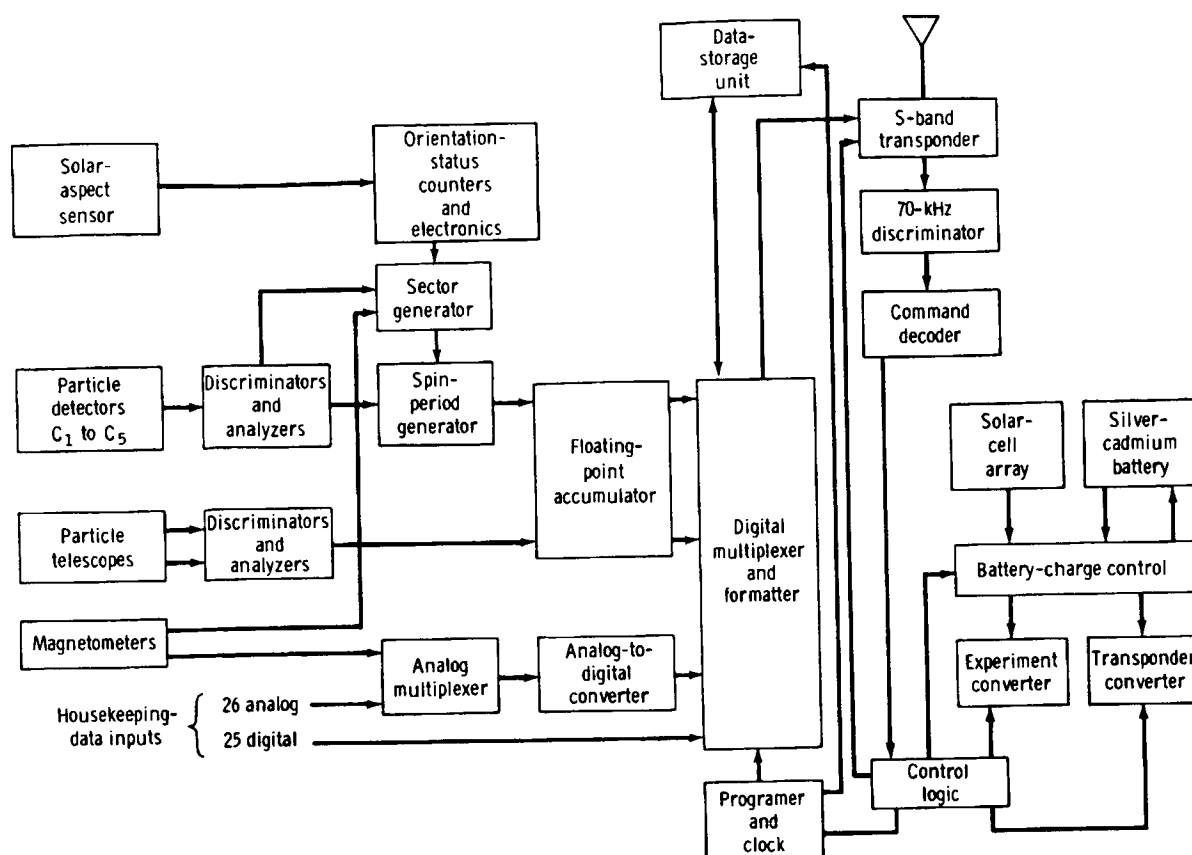 Data-
storage
unit
S-band
transponder
Orientation-
status
counters
and
electronics
Solar-
aspect
sensor
70-kHz
discriminator
Sector
generator
Command
decoder
Particle
detectors
C1 to C5
Discriminators
and
analyzers
Spin-
period
generator
Floating-
point
accumulator
Solar-
cell
array
Silver-
cadmium
battery
Particle
telescopes
Discriminators
and
analyzers
Digital
multiplexer
and
formatter
Battery-charge control
Magnetometers
Analog
multiplexer
Analog-to-
digital
converter
Experiment
converter
Transponder
converter
Housekeeping-
data inputs
26 analog
25 digital
Programer
and
clock
Control
logic